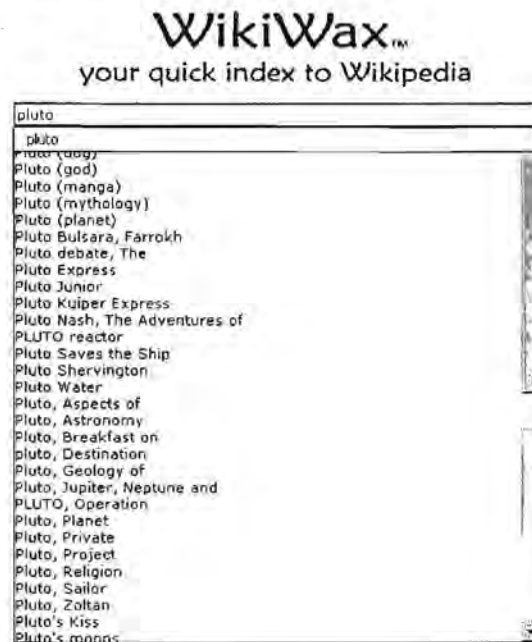 WikiWax™
your quick index to Wikipedia
pluto
pluto
Pluto (dog)
Pluto (god)
Pluto (manga)
Pluto (mythology)
Pluto (planet)
Pluto Bulsara, Farrokh
Pluto debate, The
Pluto Express
Pluto Junior
Pluto Kuiper Express
Pluto Nash, The Adventures of
PLUTO reactor
Pluto Saves the Ship
Pluto Shervington
Pluto Water
Pluto, Aspects of
Pluto, Astronomy
Pluto, Breakfast on
pluto, Destination
Pluto, Geology of
Pluto, Jupiter, Neptune and
PLUTO, Operation
Pluto, Planet
Pluto, Private
Pluto, Project
Pluto, Religion
Pluto, Sailor
Pluto, Zoltan
Pluto's Kiss
Pluto's moons